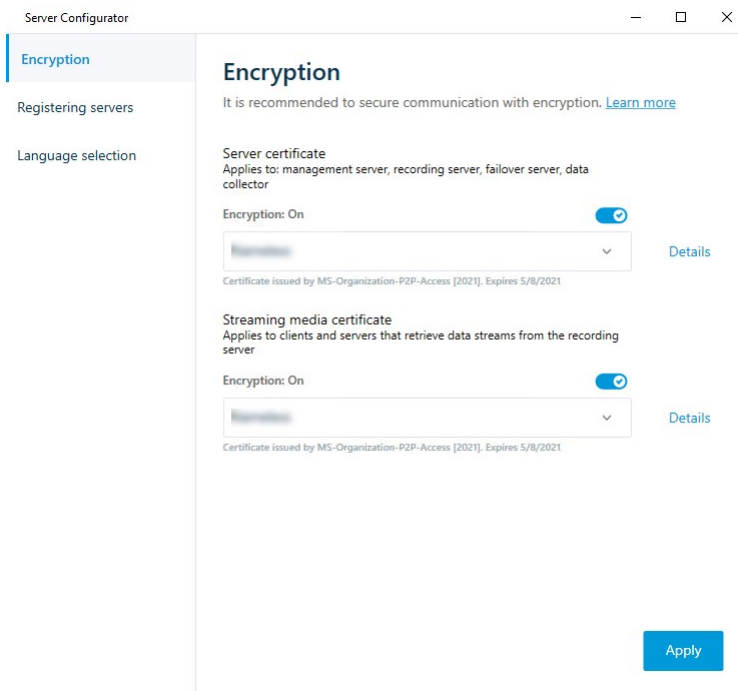 Server Configurator
Encryption
Registering servers
Language selection
Encryption
It is recommended to secure communication with encryption. Learn more
Server certificate
Applies to: management server, recording server, failover server, data
collector
Encryption: On
Details
Certificate issued by MS-Organization-P2P-Access [2021]. Expires 5/8/2021
Streaming media certificate
Applies to clients and servers that retrieve data streams from the recording
server
Encryption: On
Details
Certificate issued by MS-Organization-P2P-Access [2021]. Expires 5/8/2021
Apply